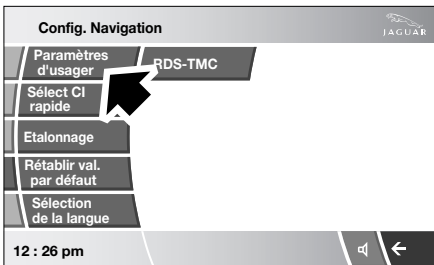 Config. Navigation
JAGUAR
Paramètres
d'usager
RDS-TMC
Sélect CI
rapide
Etalonnage
Rétablir val.
par défaut
Sélection
de la langue
12 : 26 pm